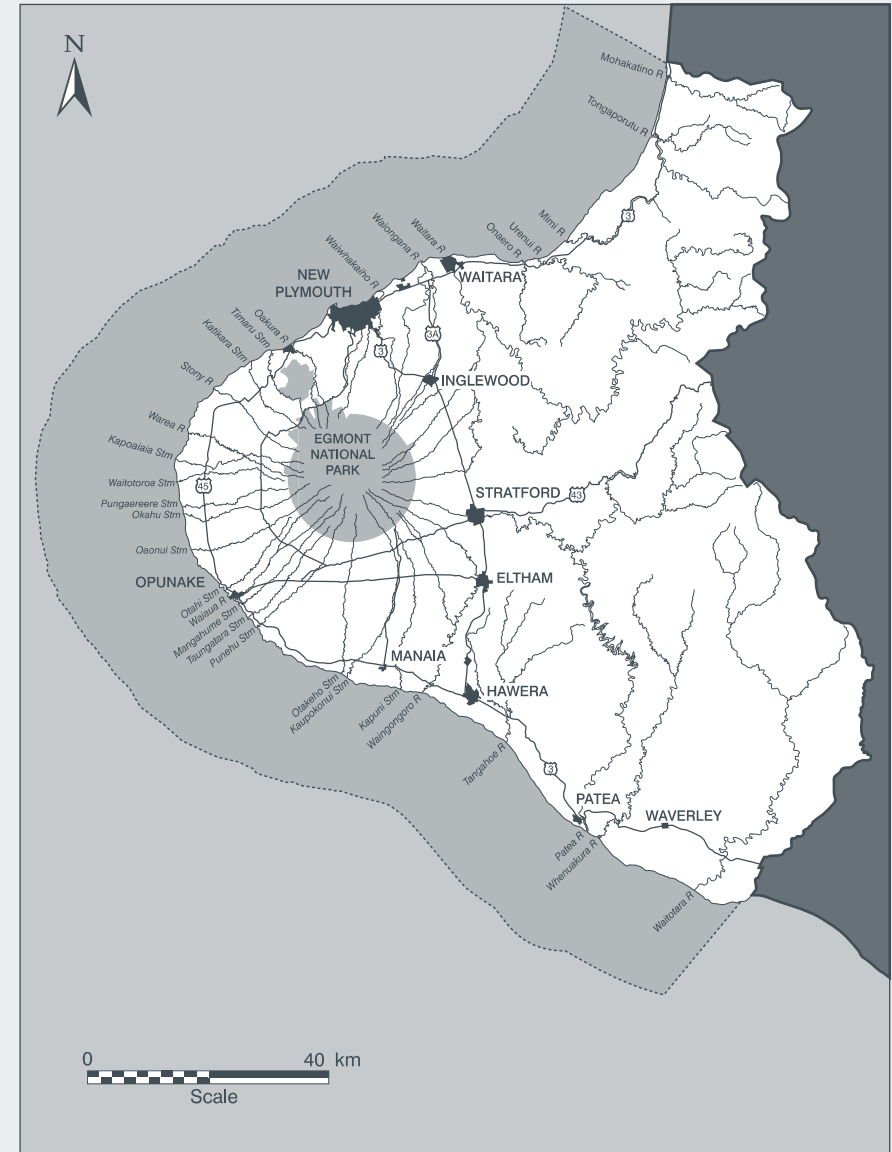 N
Mohakatino R
Tongaporutu R
3
Mimi R
Urenui R
Onaero R
Waitara R
Waiongana R
Waiwhakaiho R
WAITARA
NEW
PLYMOUTH
Oakura R
Timaru Stm
Katikara Stm
3A
3
Stony R
INGLEWOOD
Warea R
EGMONT
NATIONAL
PARK
Kapoaiaia Stm
45
Waitotoroa Stm
STRATFORD
43
Pungaereere Stm
Okahu Stm
Oaonui Stm
OPUNAKE
ELTHAM
Otahi Stm
Waiaua R
Mangahume Stm
Taungatara Stm
Punehu Stm
MANAIA
Otakeho Stm
Kaupokonui Stm
Kapuni Stm
Waingongoro R
HAWERA
Tangahoe R
3
PATEA
WAVERLEY
Patea R
Whenuakura R
Waitotara R
0 40 km
Scale